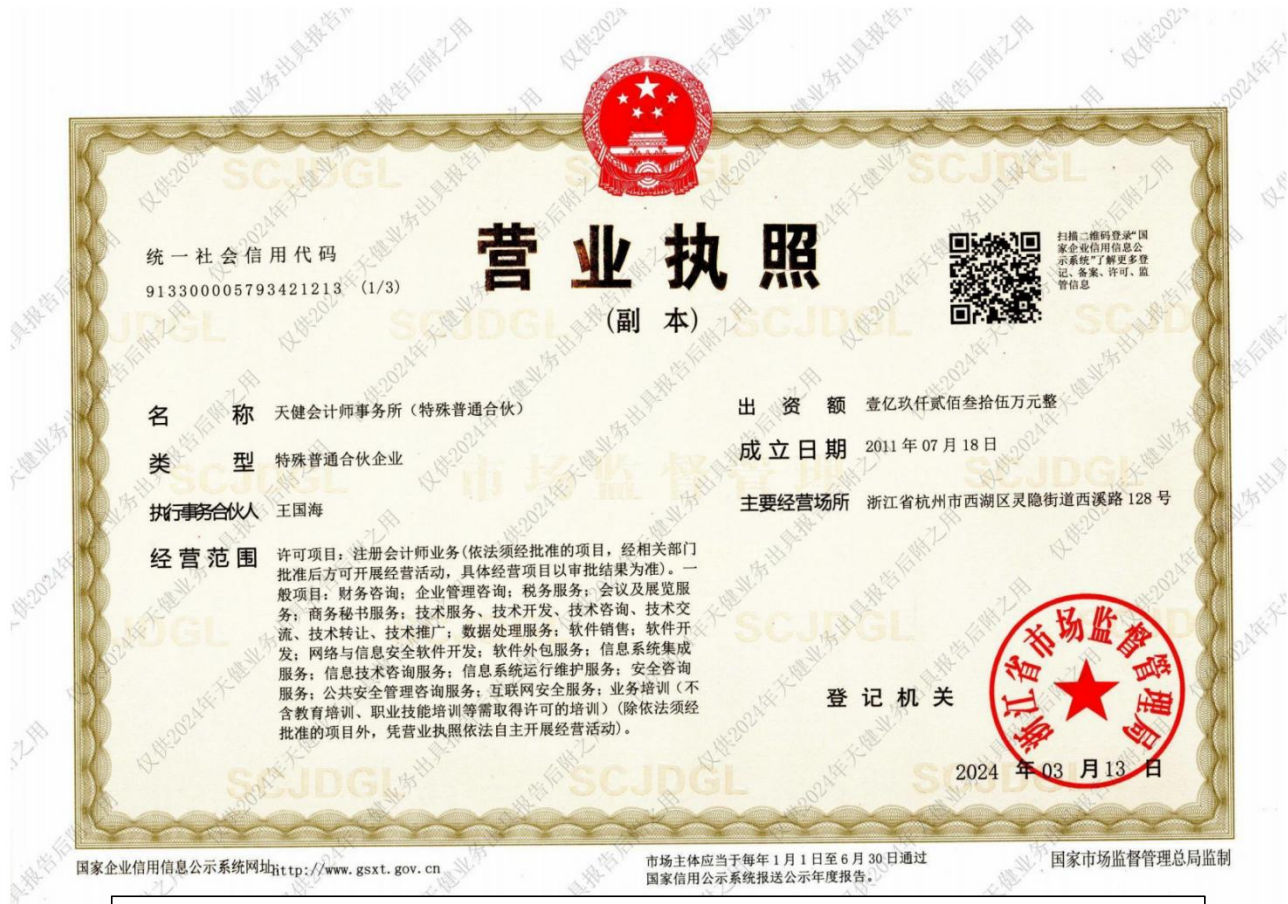 营业执照
(副 本)
统一社会信用代码
913300005793421213 (1/3)
扫描二维码登录“国
家企业信用信息公
示系统”了解更多登
记、备案、许可、监
管信息
名 称 天健会计师事务所（特殊普通合伙）
类 型 特殊普通合伙企业
执行事务合伙人 王国海
经营范围 许可项目：注册会计师业务(依法须经批准的项目，经相关部门
批准后方可开展经营活动，具体经营项目以审批结果为准)。一
般项目：财务咨询；企业管理咨询；税务服务；会议及展览服
务；商务秘书服务；技术服务、技术开发、技术咨询、技术交
流、技术转让、技术推广；数据处理服务；软件销售；软件开
发；网络与信息安全软件开发；软件外包服务；信息系统集成
服务；信息技术咨询服务；信息系统运行维护服务；安全咨询
服务；公共安全管理咨询服务；互联网安全服务；业务培训（不
含教育培训、职业技能培训等需取得许可的培训）(除依法须经
批准的项目外，凭营业执照依法自主开展经营活动)。
出 资 额 壹亿玖仟贰佰叁拾伍万元整
成立日期 2011年07月18日
主要经营场所 浙江省杭州市西湖区灵隐街道西溪路128号
登记机关
浙江省市场监督管理局
2024 年 03 月 13 日
国家企业信用信息公示系统网址http://www.gsxt.gov.cn
市场主体应当于每年1月1日至6月30日通过
国家信用公示系统报送公示年度报告。
国家市场监督管理总局监制
SCJDGL
市场监督管理
仅供2024年天健业务出具报告后附之用